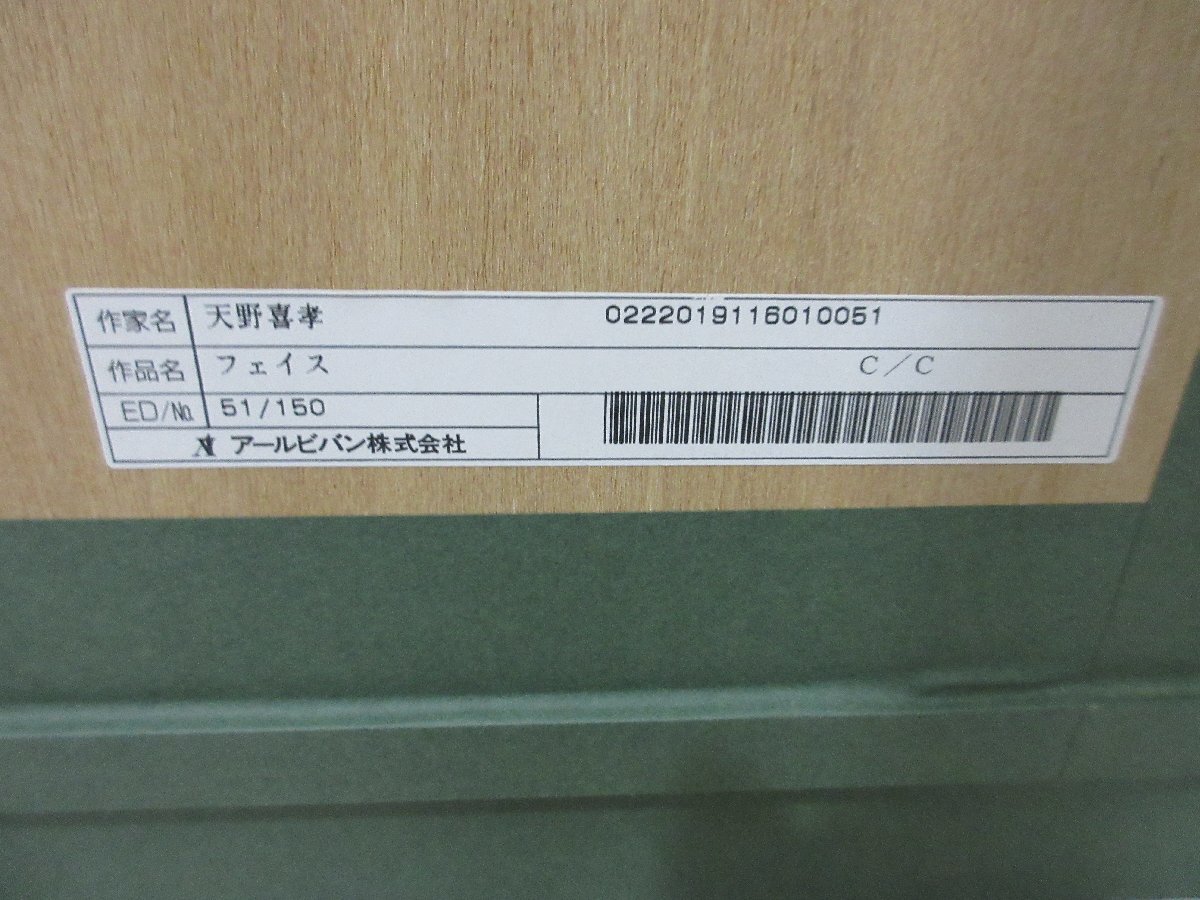 作家名 天野喜孝 0222019116010051
作品名 フェイス C／C
ED/№ 51/150
アールビバン株式会社